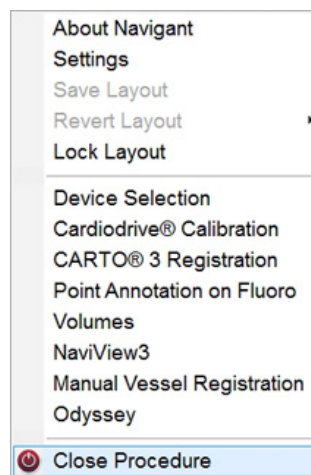 About Navigant
Settings
Save Layout
Revert Layout
Lock Layout
Device Selection
Cardiodrive® Calibration
CARTO® 3 Registration
Point Annotation on Fluoro
Volumes
NaviView3
Manual Vessel Registration
Odyssey
Close Procedure